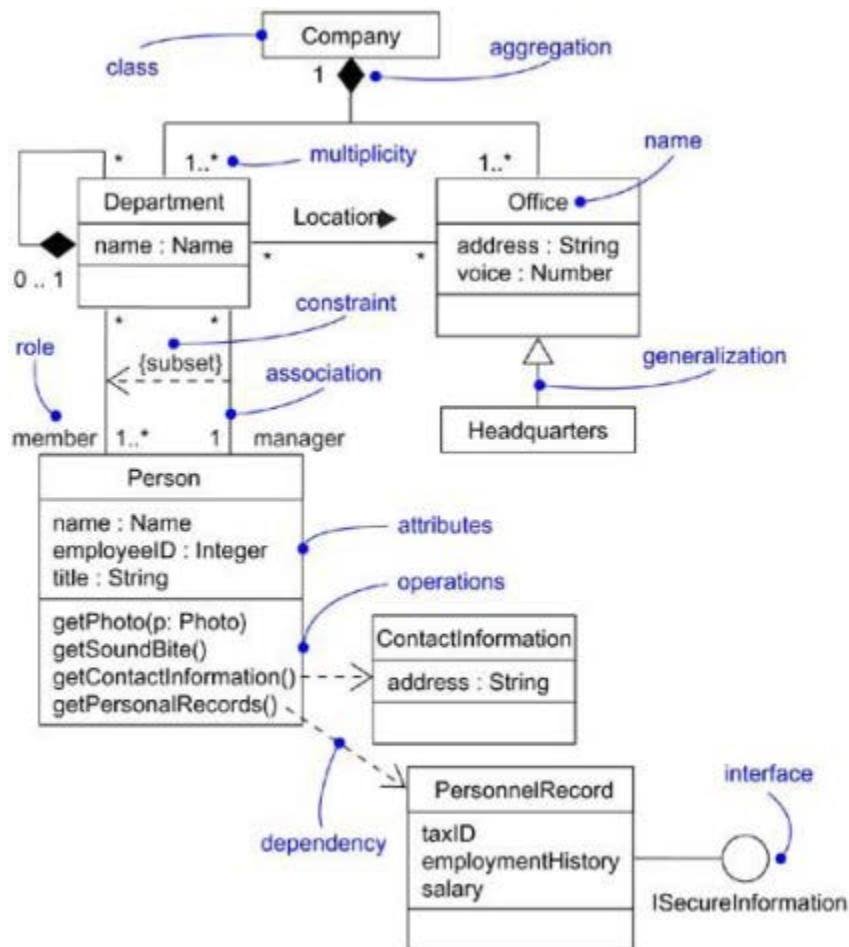 Company
class
1
aggregation
*
1..*
multiplicity
1..*
name
Department
name : Name
0 .. 1
Location
*
*
Office
address : String
voice : Number
*
*
constraint
{subset}
role
association
generalization
member
1..*
1
manager
Headquarters
Person
name : Name
employeeID : Integer
title : String
attributes
operations
getPhoto(p: Photo)
getSoundBite()
getContactInformation()
getPersonalRecords()
ContactInformation
address : String
dependency
PersonnelRecord
taxID
employmentHistory
salary
interface
ISecureInformation